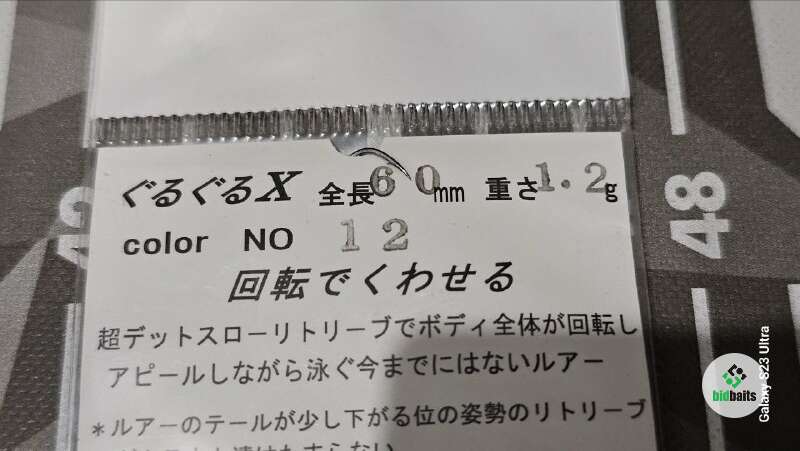 ぐるぐるX 全長60mm 重さ1.2g
color NO 12
回転でくわせる
超デットスローリトリーブでボディ全体が回転し
アピールしながら泳ぐ今までにはないルアー
*ルアーのテールが少し下がる位の姿勢のリトリーブ
48
bidbaits
Galaxy S23 Ultra